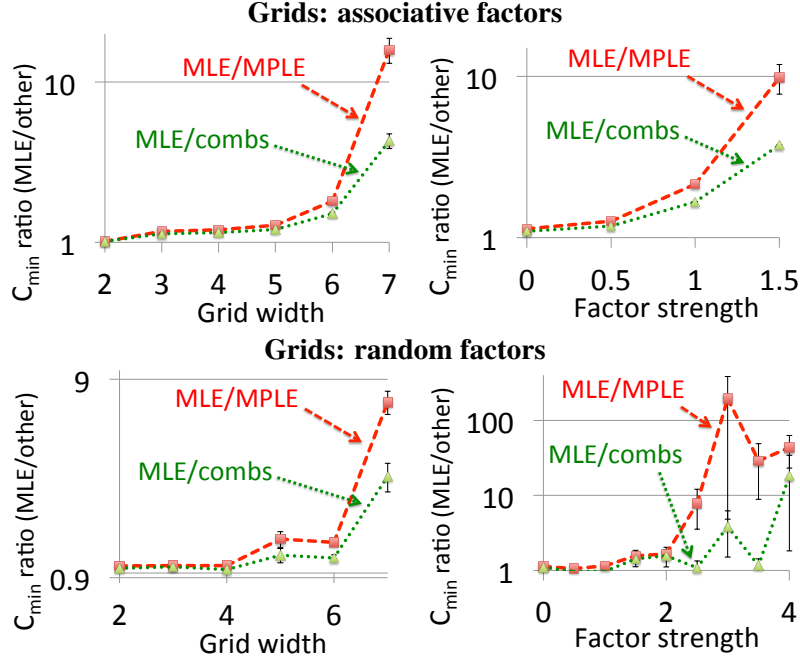 Grids: associative factors
C_min ratio (MLE/other)
10
1
MLE/MPLE
MLE/combs
2 3 4 5 6 7
Grid width
C_min ratio (MLE/other)
10
1
MLE/MPLE
MLE/combs
0 0.5 1 1.5
Factor strength
Grids: random factors
C_min ratio (MLE/other)
9
0.9
MLE/MPLE
MLE/combs
2 4 6
Grid width
C_min ratio (MLE/other)
100
10
1
MLE/MPLE
MLE/combs
0 2 4
Factor strength